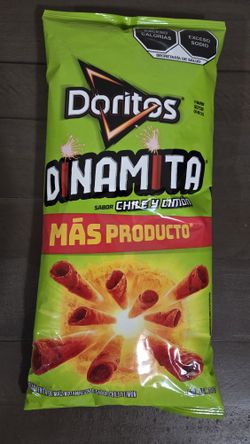 EXCESO
CALORÍAS
EXCESO
SODIO
SECRETARÍA DE SALUD
Doritos
DINAMITA
SABOR CHILE Y LIMÓN
MÁS PRODUCTO*